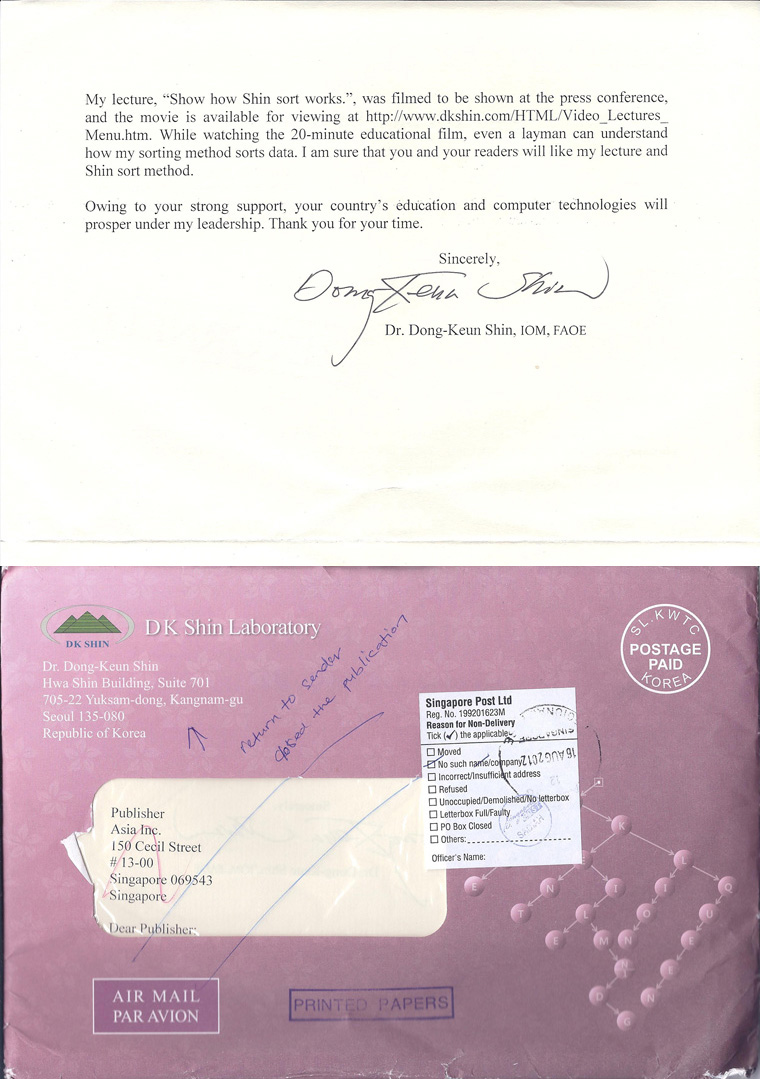 My lecture, “Show how Shin sort works.”, was filmed to be shown at the press conference,
and the movie is available for viewing at http://www.dkshin.com/HTML/Video_Lectures_
Menu.htm. While watching the 20-minute educational film, even a layman can understand
how my sorting method sorts data. I am sure that you and your readers will like my lecture and
Shin sort method.
Owing to your strong support, your country’s education and computer technologies will
prosper under my leadership. Thank you for your time.
Sincerely,
Dong-Keun Shin
Dr. Dong-Keun Shin, IOM, FAOE
DK SHIN
DK Shin Laboratory
Dr. Dong-Keun Shin
Hwa Shin Building, Suite 701
705-22 Yuksam-dong, Kangnam-gu
Seoul 135-080
Republic of Korea
return to sender
closed the publication
SL.KWTC
POSTAGE
PAID
KOREA
Singapore Post Ltd
Reg. No. 199201623M
Reason for Non-Delivery
Tick (✓) the applicable
Moved
No such name/company
Incorrect/Insufficient address
Refused
Unoccupied/Demolished/No letterbox
Letterbox Full/Faulty
PO Box Closed
Others:
Officer's Name:
16 AUG 2012
Publisher
Asia Inc.
150 Cecil Street
# 13-00
Singapore 069543
Singapore
Dear Publisher:
AIR MAIL
PAR AVION
PRINTED PAPERS
K
L
E
N
L
I
Q
T
L
O
U
E
M
N
E
L
D
N
G